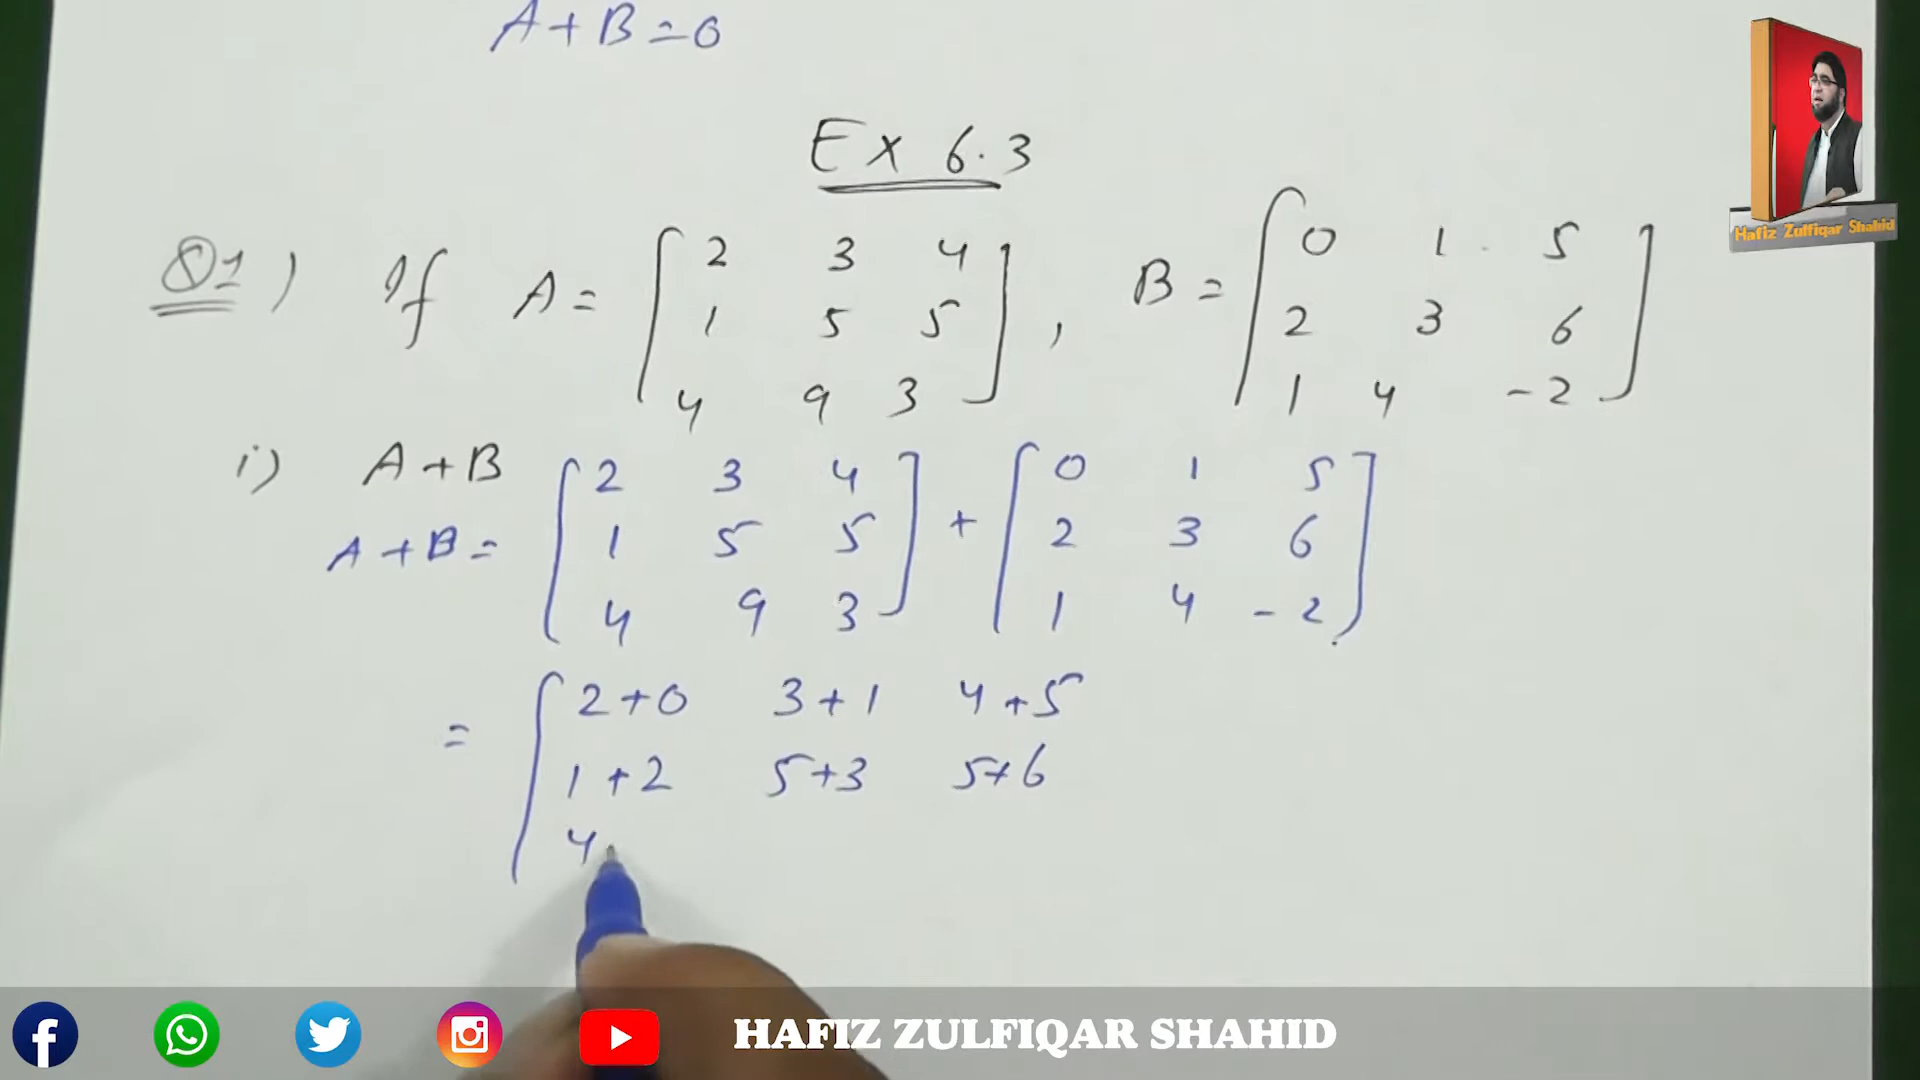 A+B=0
Ex 6.3
Q1) If A = [2 3 4], B = [0 1 5]
1 5 5 2 3 6
4 9 3 1 4 -2
i) A+B
A+B = [2 3 4] + [0 1 5]
1 5 5 2 3 6
4 9 3 1 4 -2
= [2+0 3+1 4+5
1+2 5+3 5+6
4
Hafiz Zulfiqar Shahid
HAFIZ ZULFIQAR SHAHID